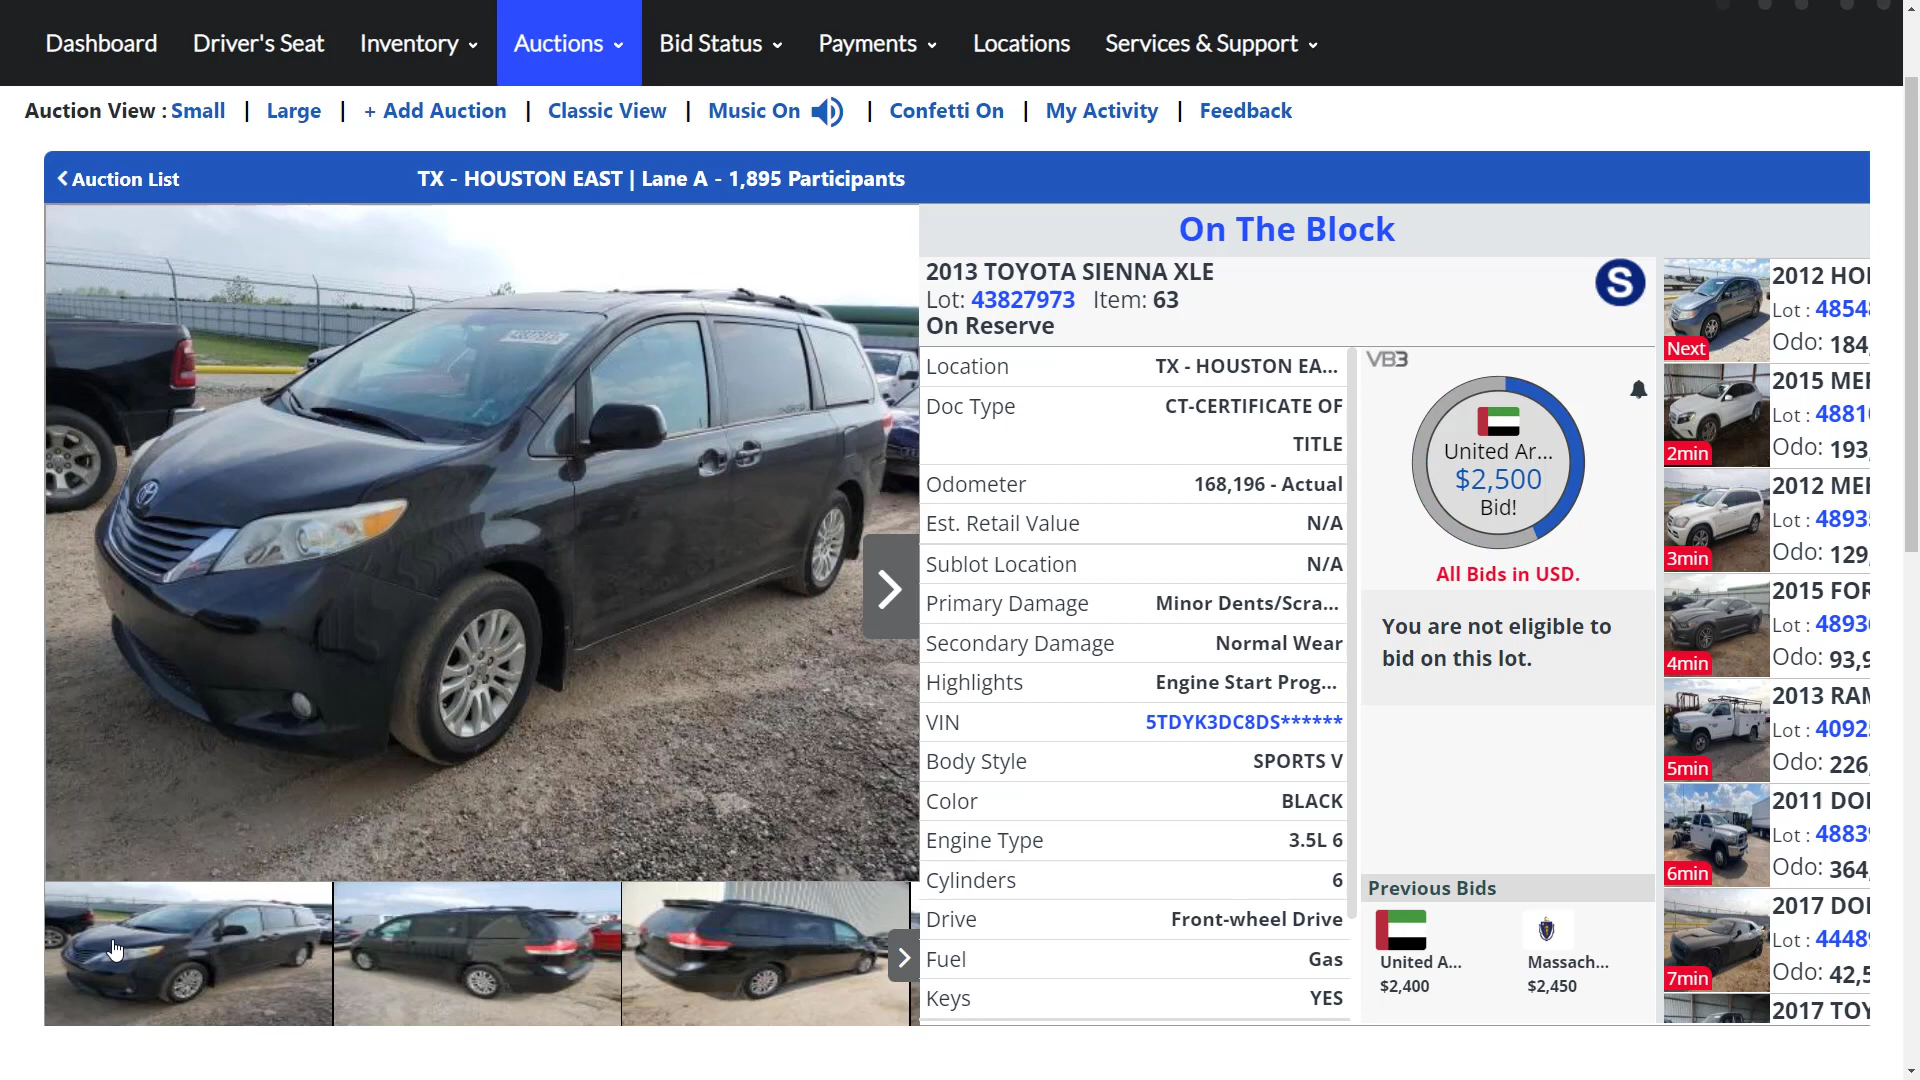 Dashboard Driver's Seat Inventory Auctions Bid Status Payments Locations Services & Support
Auction View : Small | Large | + Add Auction | Classic View | Music On | Confetti On | My Activity | Feedback
Auction List
TX - HOUSTON EAST | Lane A - 1,895 Participants
On The Block
2013 TOYOTA SIENNA XLE
Lot: 43827973 Item: 63
On Reserve
S
Location TX - HOUSTON EA...
Doc Type CT-CERTIFICATE OF
TITLE
Odometer 168,196 - Actual
Est. Retail Value N/A
Sublot Location N/A
Primary Damage Minor Dents/Scra...
Secondary Damage Normal Wear
Highlights Engine Start Prog...
VIN 5TDYK3DC8DS******
Body Style SPORTS V
Color BLACK
Engine Type 3.5L 6
Cylinders 6
Drive Front-wheel Drive
Fuel Gas
Keys YES
VB3
United Ar...
$2,500
Bid!
All Bids in USD.
You are not eligible to
bid on this lot.
Previous Bids
United A...
$2,400
Massach...
$2,450
2012 HO
Lot : 4854
Odo: 184,
Next
2015 MER
Lot : 4881
Odo: 193,
2min
2012 MER
Lot : 4893
Odo: 129,
3min
2015 FOR
Lot : 4893
Odo: 93,9
4min
2013 RAM
Lot : 4092
Odo: 226,
5min
2011 DO
Lot : 4883
Odo: 364,
6min
2017 DO
Lot : 4448
Odo: 42,5
7min
2017 TOY